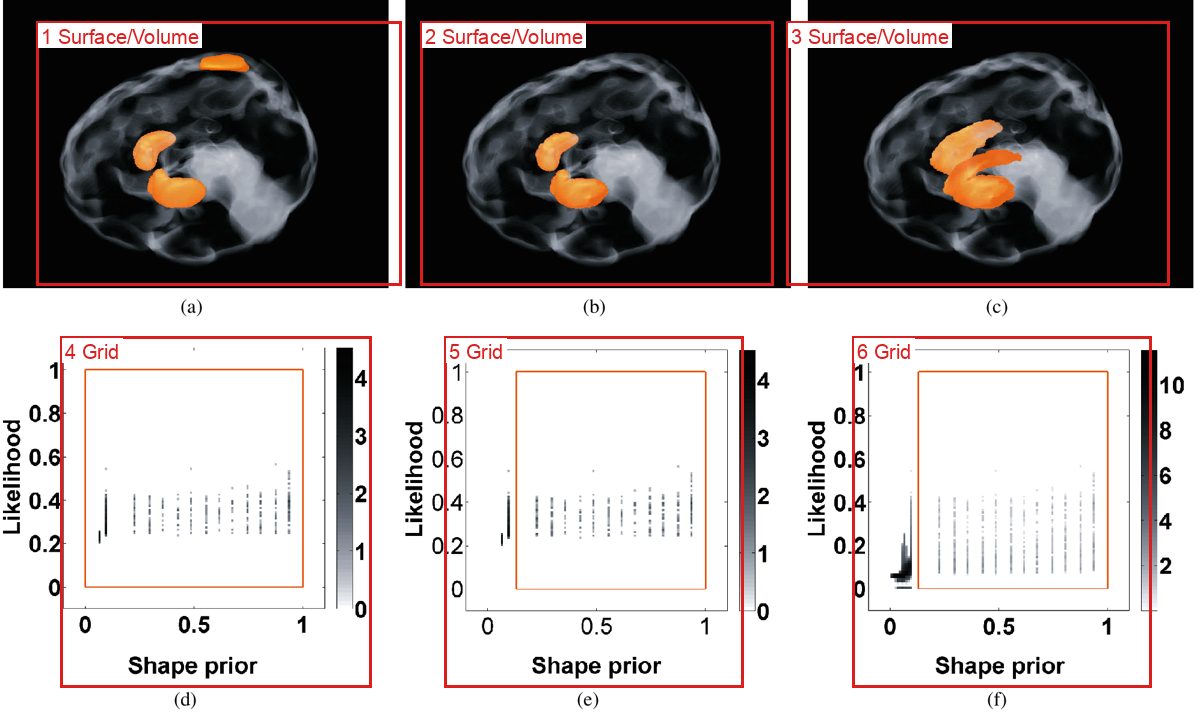 1 Surface/Volume
2 Surface/Volume
3 Surface/Volume
(a)
(b)
(c)
4 Grid
5 Grid
6 Grid
Likelihood
1
0.8
0.6
0.4
0.2
0
0
0.5
1
Shape prior
4
3
2
1
0
(d)
Likelihood
1
0.8
0.6
0.4
0.2
0
0
0.5
1
Shape prior
4
3
2
1
0
(e)
Likelihood
1
0.8
0.6
0.4
0.2
0
0
0.5
1
Shape prior
10
8
6
4
2
(f)